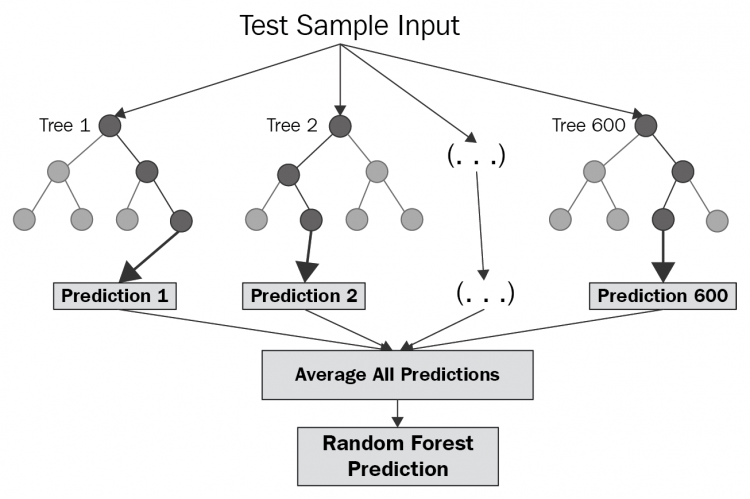 Test Sample Input
Tree 1
Tree 2
(. . .)
Tree 600
Prediction 1
Prediction 2
(. . .)
Prediction 600
Average All Predictions
Random Forest
Prediction